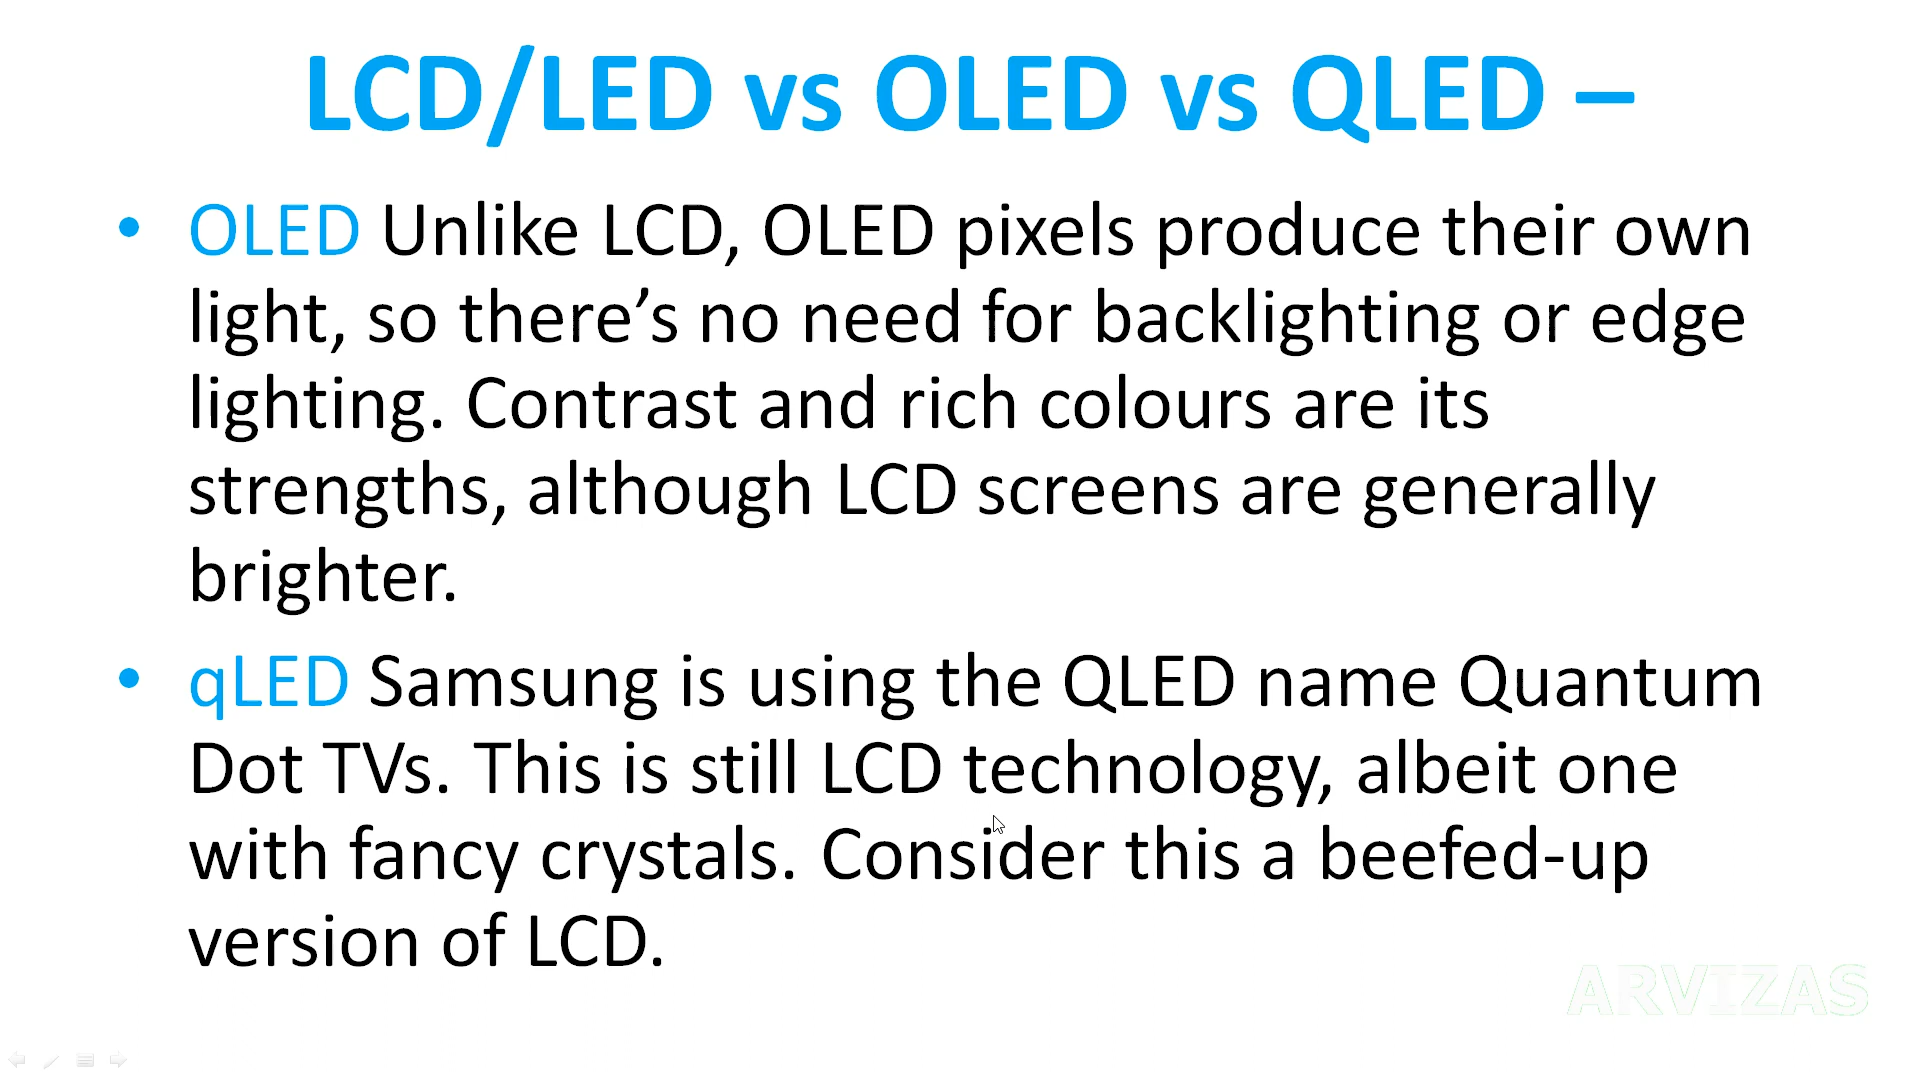 LCD/LED vs OLED vs QLED –
• OLED Unlike LCD, OLED pixels produce their own
light, so there’s no need for backlighting or edge
lighting. Contrast and rich colours are its
strengths, although LCD screens are generally
brighter.
• qLED Samsung is using the QLED name Quantum
Dot TVs. This is still LCD technology, albeit one
with fancy crystals. Consider this a beefed-up
version of LCD.
ARVIZAS